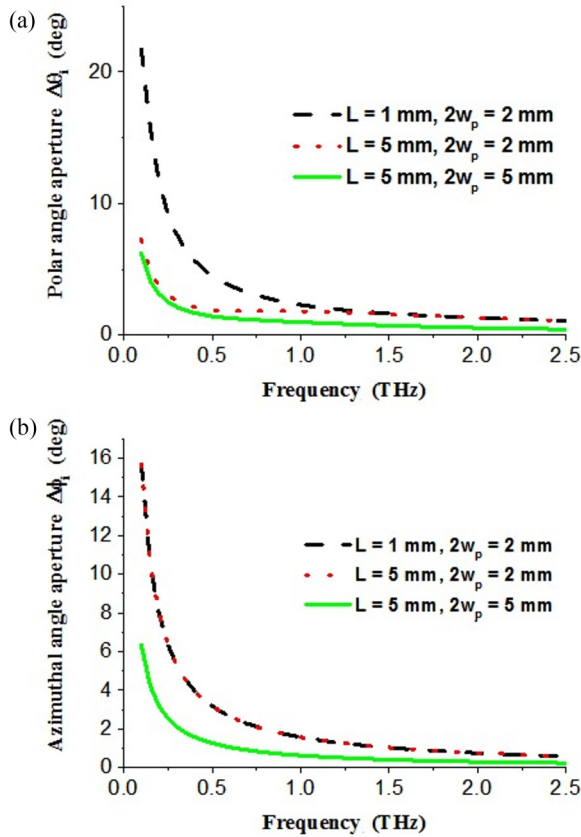 (a)
Polar angle aperture Δθi (deg)
20
10
0
L = 1 mm, 2wp = 2 mm
L = 5 mm, 2wp = 2 mm
L = 5 mm, 2wp = 5 mm
0.0 0.5 1.0 1.5 2.0 2.5
Frequency (THz)
(b)
Azimuthal angle aperture Δϕi (deg)
16
14
12
10
8
6
4
2
0
L = 1 mm, 2wp = 2 mm
L = 5 mm, 2wp = 2 mm
L = 5 mm, 2wp = 5 mm
0.0 0.5 1.0 1.5 2.0 2.5
Frequency (THz)